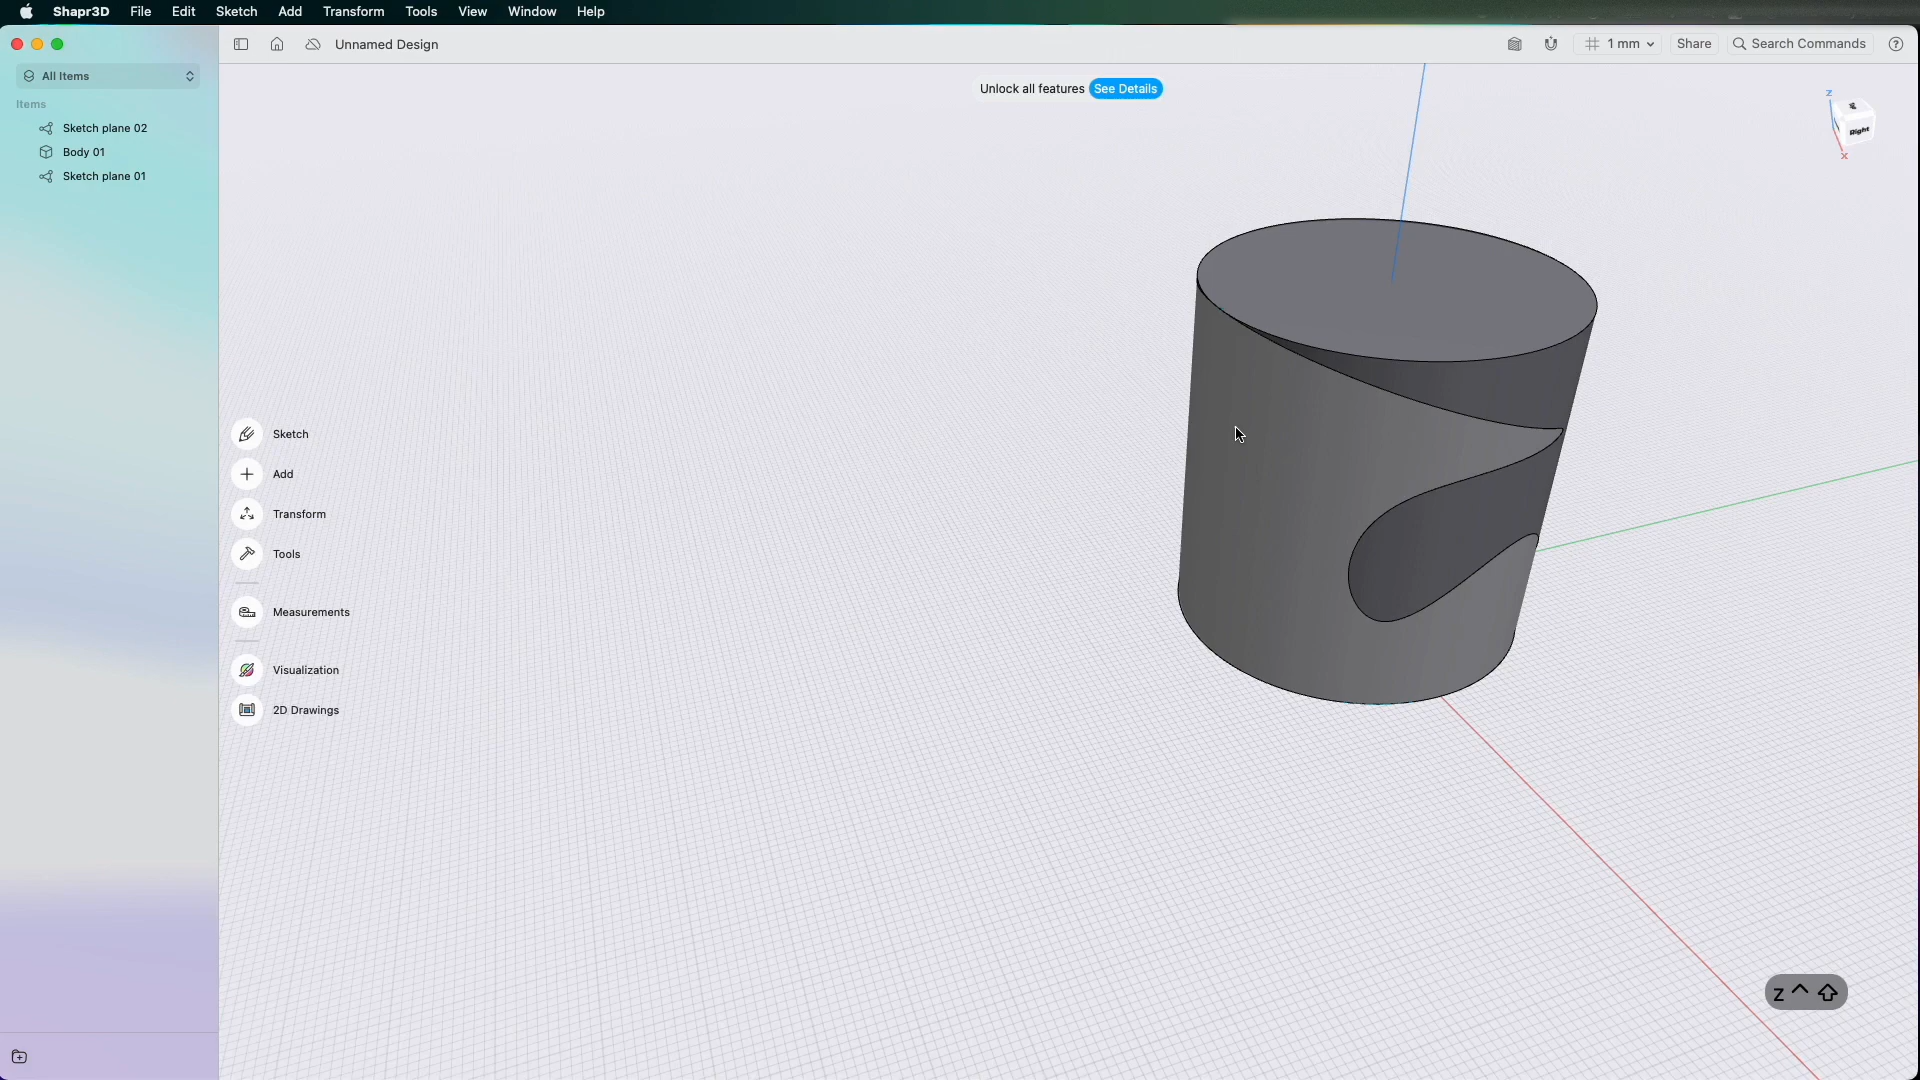 Shapr3D File Edit Sketch Add Transform Tools View Window Help
Unnamed Design 1 mm Share Search Commands
All Items
Items
Sketch plane 02
Body 01
Sketch plane 01
Unlock all features See Details
Z
Right
X
Sketch
Add
Transform
Tools
Measurements
Visualization
2D Drawings
z